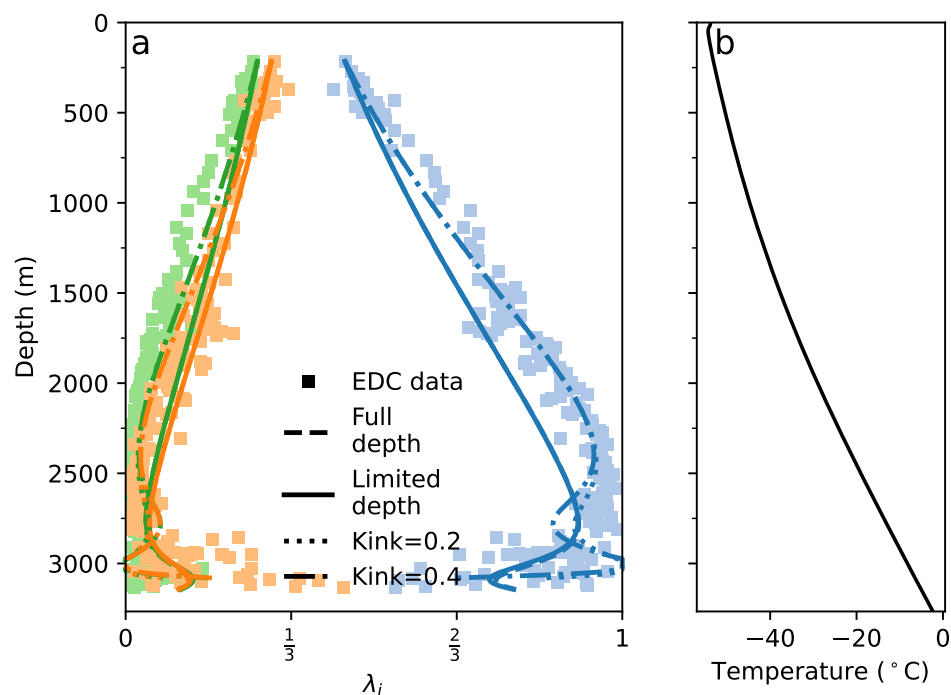 a
b
0
500
1000
1500
2000
2500
3000
Depth (m)
EDC data
Full
depth
Limited
depth
Kink=0.2
Kink=0.4
0
1/3
2/3
1
λi
−40
−20
0
Temperature (°C)